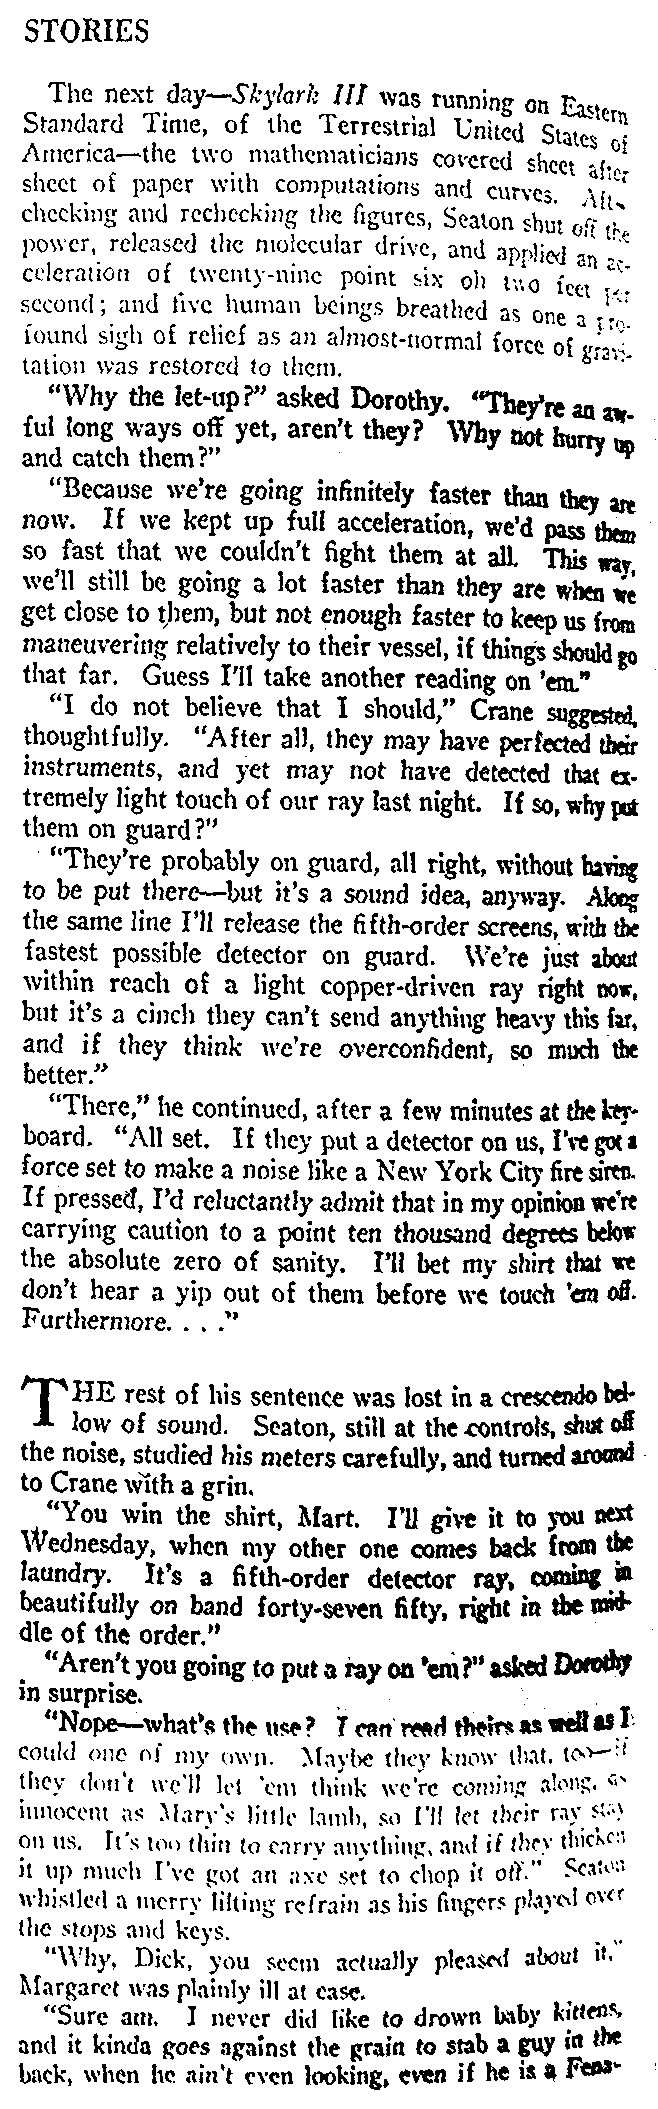 STORIES
The next day—Skylark III was running on Eastern
Standard Time, of the Terrestrial United States of
America—the two mathematicians covered sheet after
sheet of paper with computations and curves. Aft-
checking and rechecking the figures, Seaton shut off the
power, released the molecular drive, and applied an ac-
celeration of twenty-nine point six oh two feet per
second; and five human beings breathed as one a pro-
found sigh of relief as an almost-normal force of gravi-
tation was restored to them.
"Why the let-up?" asked Dorothy. "They're an aw-
ful long ways off yet, aren't they? Why not hurry up
and catch them?"
"Because we're going infinitely faster than they are
now. If we kept up full acceleration, we'd pass them
so fast that we couldn't fight them at all. This way,
we'll still be going a lot faster than they are when we
get close to them, but not enough faster to keep us from
maneuvering relatively to their vessel, if things should go
that far. Guess I'll take another reading on 'em."
"I do not believe that I should," Crane suggested,
thoughtfully. "After all, they may have perfected their
instruments, and yet may not have detected that ex-
tremely light touch of our ray last night. If so, why put
them on guard?"
"They're probably on guard, all right, without having
to be put there—but it's a sound idea, anyway. Along
the same line I'll release the fifth-order screens, with the
fastest possible detector on guard. We're just about
within reach of a light copper-driven ray right now,
but it's a cinch they can't send anything heavy this far,
and if they think we're overconfident, so much the
better."
"There," he continued, after a few minutes at the key-
board. "All set. If they put a detector on us, I've got a
force set to make a noise like a New York City fire siren.
If pressed, I'd reluctantly admit that in my opinion we're
carrying caution to a point ten thousand degrees below
the absolute zero of sanity. I'll bet my shirt that we
don't hear a yip out of them before we touch 'em off.
Furthermore. . . ."
THE rest of his sentence was lost in a crescendo bel-
low of sound. Seaton, still at the controls, shut off
the noise, studied his meters carefully, and turned around
to Crane with a grin.
"You win the shirt, Mart. I'll give it to you next
Wednesday, when my other one comes back from the
laundry. It's a fifth-order detector ray, coming in
beautifully on band forty-seven fifty, right in the mid-
dle of the order."
"Aren't you going to put a ray on 'em?" asked Dorothy
in surprise.
"Nope—what's the use? I can read theirs as well as I
could one of my own. Maybe they know that, too—if
they don't we'll let 'em think we're coming along, as
innocent as Mary's little lamb, so I'll let their ray stay
on us. It's too thin to carry anything, and if they thicken
it up much I've got an axe set to chop it off." Seaton
whistled a merry lilting refrain as his fingers played over
the stops and keys.
"Why, Dick, you seem actually pleased about it."
Margaret was plainly ill at ease.
"Sure am. I never did like to drown baby kittens,
and it kinda goes against the grain to stab a guy in the
back, when he ain't even looking, even if he is a Fena-